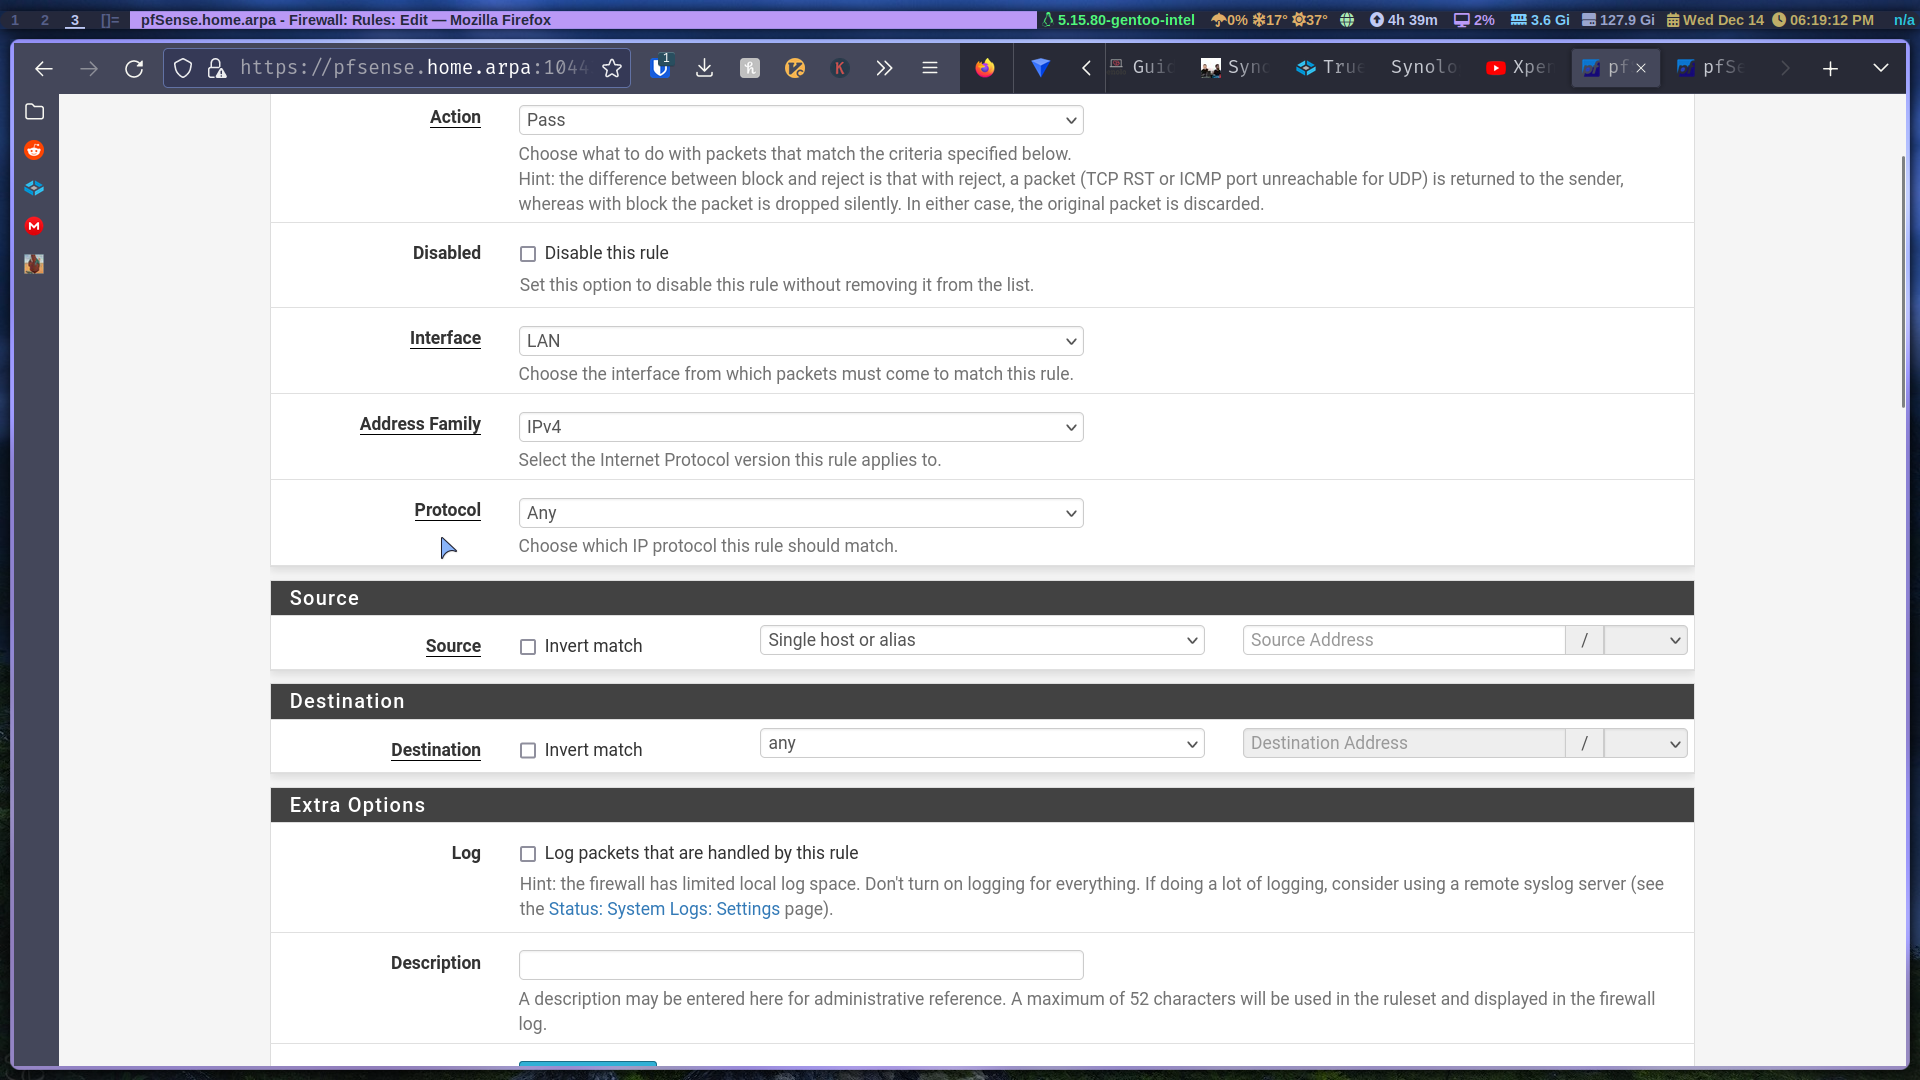 1 2 3 []= pfSense.home.arpa - Firewall: Rules: Edit — Mozilla Firefox 5.15.80-gentoo-intel 0% 17° 37° 4h 39m 2% 3.6 Gi 127.9 Gi Wed Dec 14 06:19:12 PM n/a
https://pfsense.home.arpa:1044 1 Guid Syno True Synolo Xpen pf pfSe
Action
Pass
Choose what to do with packets that match the criteria specified below.
Hint: the difference between block and reject is that with reject, a packet (TCP RST or ICMP port unreachable for UDP) is returned to the sender,
whereas with block the packet is dropped silently. In either case, the original packet is discarded.
Disabled
Disable this rule
Set this option to disable this rule without removing it from the list.
Interface
LAN
Choose the interface from which packets must come to match this rule.
Address Family
IPv4
Select the Internet Protocol version this rule applies to.
Protocol
Any
Choose which IP protocol this rule should match.
Source
Source Invert match Single host or alias Source Address /
Destination
Destination Invert match any Destination Address /
Extra Options
Log
Log packets that are handled by this rule
Hint: the firewall has limited local log space. Don't turn on logging for everything. If doing a lot of logging, consider using a remote syslog server (see
the Status: System Logs: Settings page).
Description
A description may be entered here for administrative reference. A maximum of 52 characters will be used in the ruleset and displayed in the firewall
log.